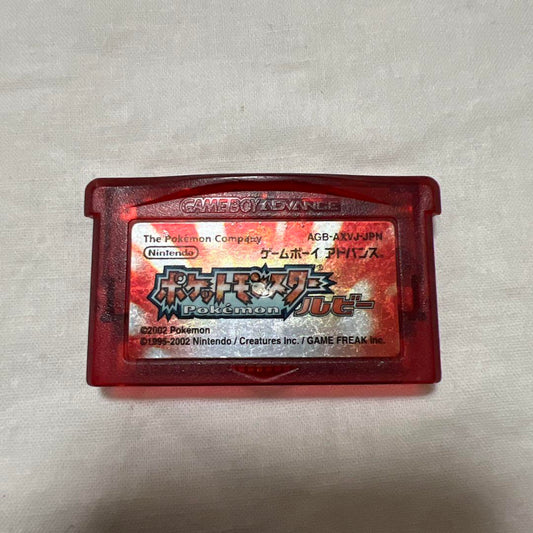 GAME BOY ADVANCE
The Pokémon Company AGB-AXVJ-JPN
Nintendo ゲームボーイ アドバンス®
ポケットモンスター®
Pokémon ルビー
©2002 Pokémon
©1995-2002 Nintendo / Creatures Inc. / GAME FREAK Inc.